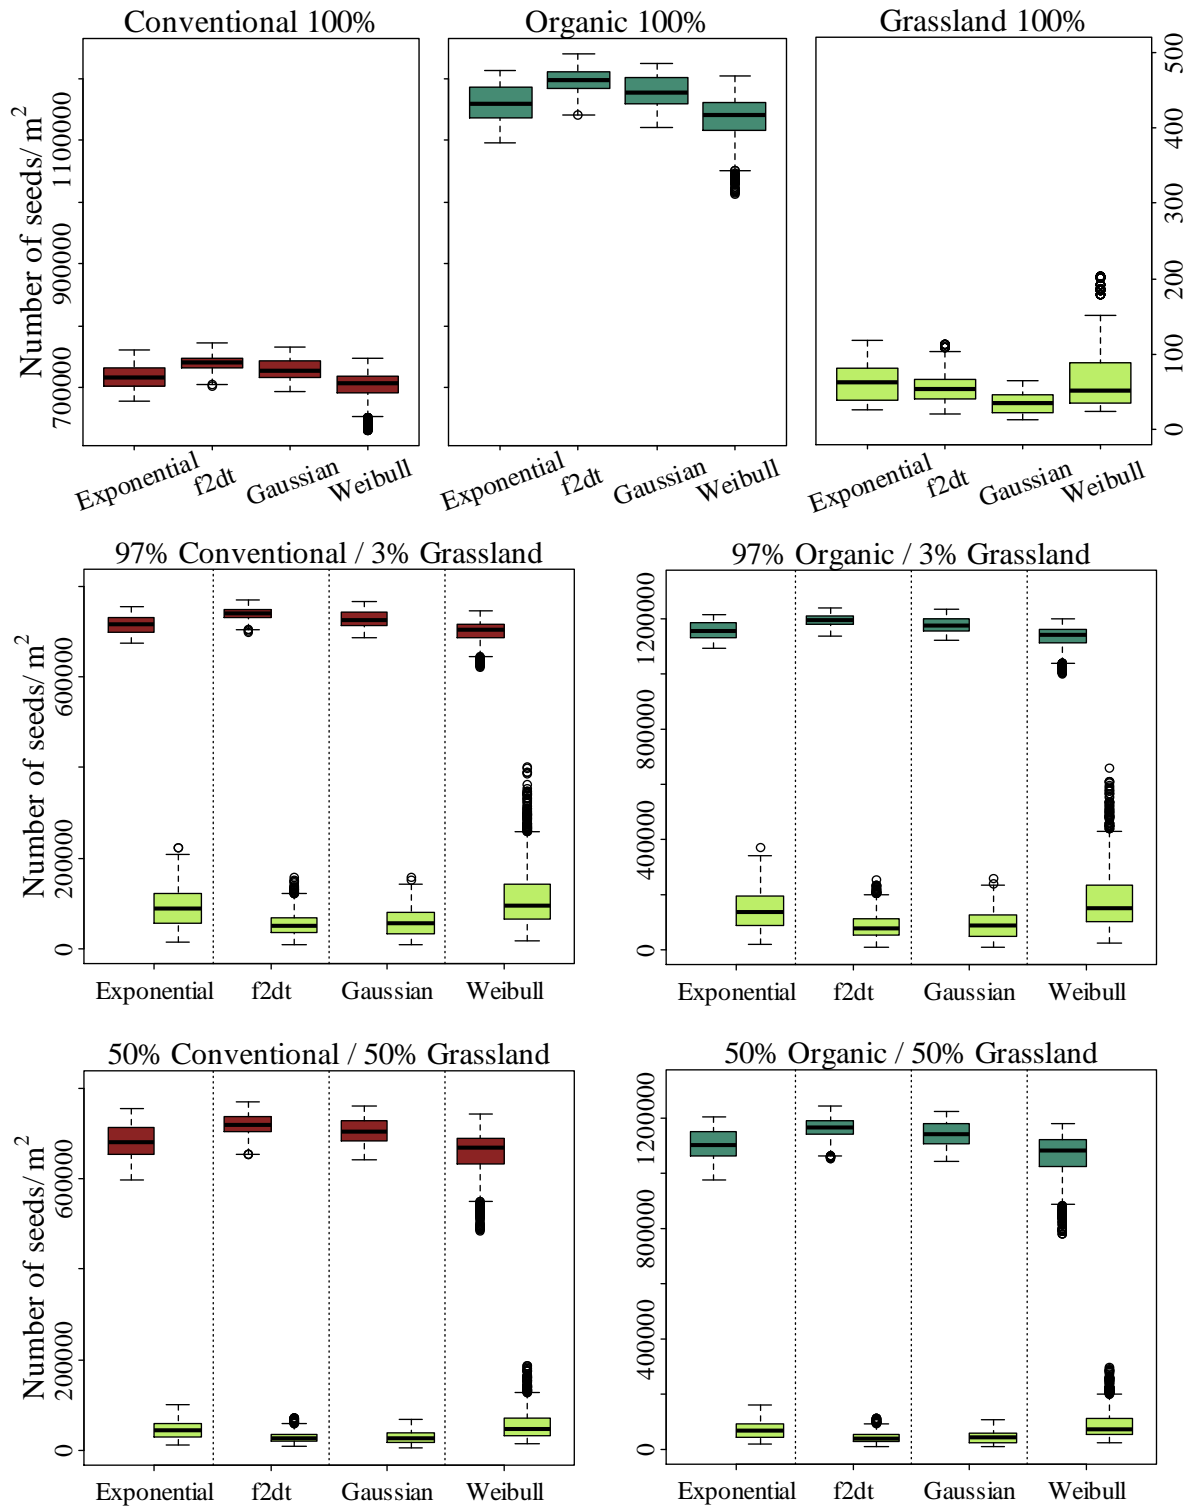 Conventional 100%
Organic 100%
Grassland 100%
Number of seeds/ m²
700000
900000
1100000
0
100
200
300
400
500
Exponential
f2dt
Gaussian
Weibull
Exponential
f2dt
Gaussian
Weibull
Exponential
f2dt
Gaussian
Weibull
97% Conventional / 3% Grassland
97% Organic / 3% Grassland
Number of seeds/ m²
0
200000
600000
0
400000
800000
1200000
Exponential
f2dt
Gaussian
Weibull
Exponential
f2dt
Gaussian
Weibull
50% Conventional / 50% Grassland
50% Organic / 50% Grassland
Number of seeds/ m²
0
200000
600000
0
400000
800000
1200000
Exponential
f2dt
Gaussian
Weibull
Exponential
f2dt
Gaussian
Weibull